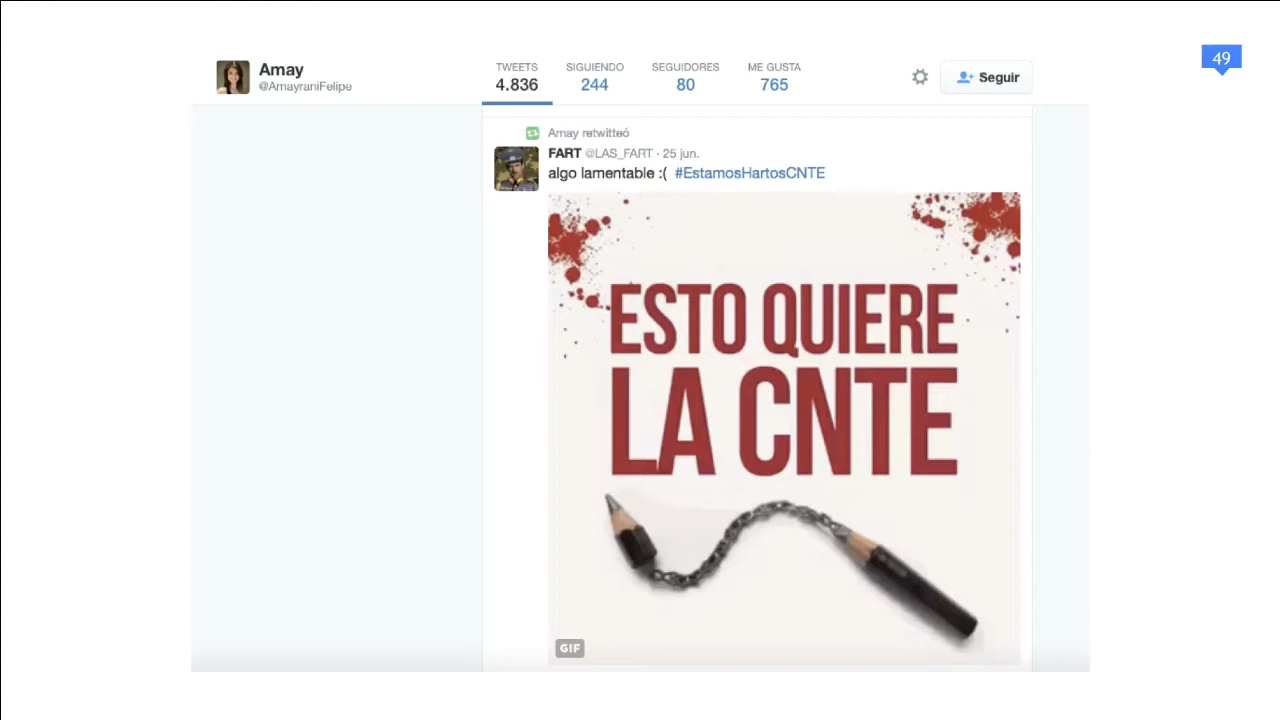 49
Amay
@AmayraniFelipe
TWEETS SIGUIENDO SEGUIDORES ME GUSTA
4.836 244 80 765
Seguir
Amay retwitteó
FART @LAS_FART · 25 jun.
algo lamentable :( #EstamosHartosCNTE
ESTO QUIERE
LA CNTE
GIF